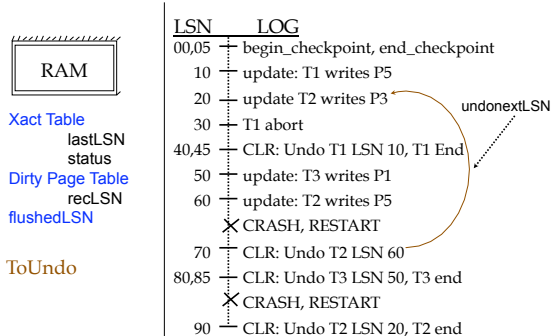 RAM
Xact Table
lastLSN
status
Dirty Page Table
recLSN
flushedLSN
ToUndo
LSN LOG
00,05 begin_checkpoint, end_checkpoint
10 update: T1 writes P5
20 update T2 writes P3
30 T1 abort
40,45 CLR: Undo T1 LSN 10, T1 End
50 update: T3 writes P1
60 update: T2 writes P5
CRASH, RESTART
70 CLR: Undo T2 LSN 60
80,85 CLR: Undo T3 LSN 50, T3 end
CRASH, RESTART
90 CLR: Undo T2 LSN 20, T2 end
undonextLSN